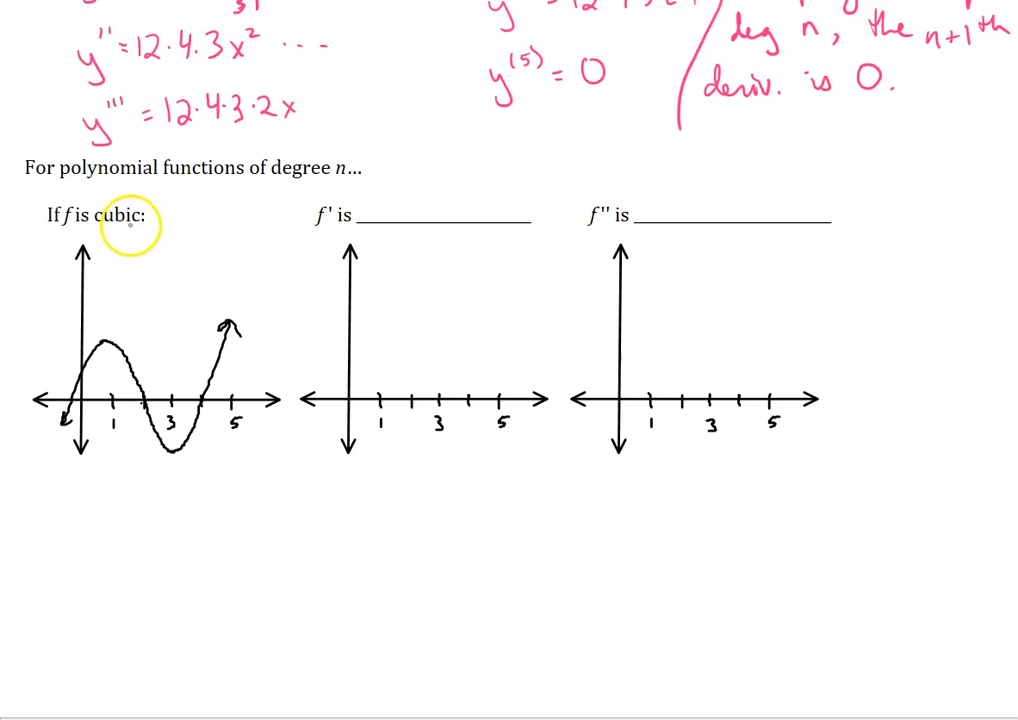 y'' = 12·4·3x² ...
y''' = 12·4·3·2x
y⁽⁵⁾ = 0
deg n, the n+1th
deriv. is 0.
For polynomial functions of degree n...
If f is cubic:
f' is
f'' is
1 3 5
1 3 5
1 3 5